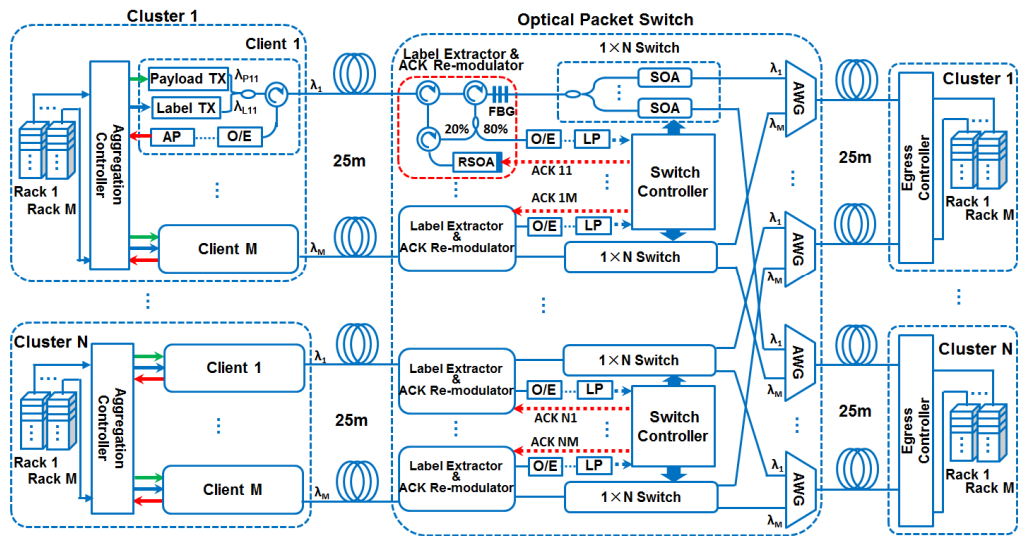 Cluster 1
Optical Packet Switch
Client 1
Label Extractor &
ACK Re-modulator
1×N Switch
Cluster 1
Payload TX
λP11
Label TX
λL11
AP
O/E
λ1
FBG
20%
80%
RSOA
O/E
LP
ACK 11
SOA
SOA
λ1
λM
AWG
Aggregation
Controller
Rack 1
Rack M
25m
Switch
Controller
25m
Egress
Controller
Rack 1
Rack M
Client M
λM
ACK 1M
Label Extractor
&
ACK Re-modulator
O/E
LP
1×N Switch
λ1
λM
AWG
Cluster N
Cluster N
Client 1
λ1
Label Extractor
&
ACK Re-modulator
1×N Switch
O/E
LP
ACK N1
λ1
λM
AWG
Aggregation
Controller
Rack 1
Rack M
25m
Switch
Controller
25m
Egress
Controller
Rack 1
Rack M
Client M
λM
ACK NM
Label Extractor
&
ACK Re-modulator
O/E
LP
1×N Switch
λ1
λM
AWG